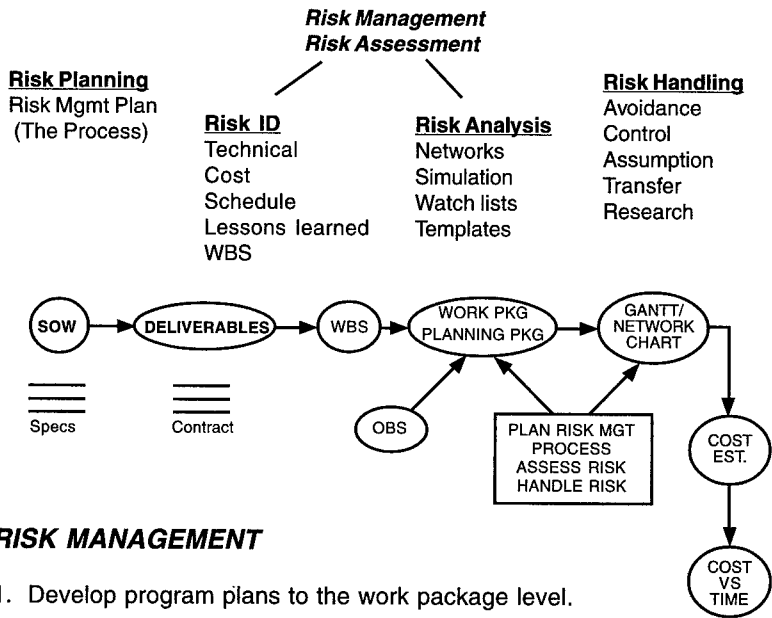 Risk Management
Risk Assessment
Risk Planning
Risk Mgmt Plan
(The Process)
Risk ID
Technical
Cost
Schedule
Lessons learned
WBS
Risk Analysis
Networks
Simulation
Watch lists
Templates
Risk Handling
Avoidance
Control
Assumption
Transfer
Research
SOW
DELIVERABLES
WBS
WORK PKG
PLANNING PKG
GANTT/
NETWORK
CHART
Specs
Contract
OBS
PLAN RISK MGT
PROCESS
ASSESS RISK
HANDLE RISK
COST
EST.
COST
VS
TIME
RISK MANAGEMENT
1. Develop program plans to the work package level.